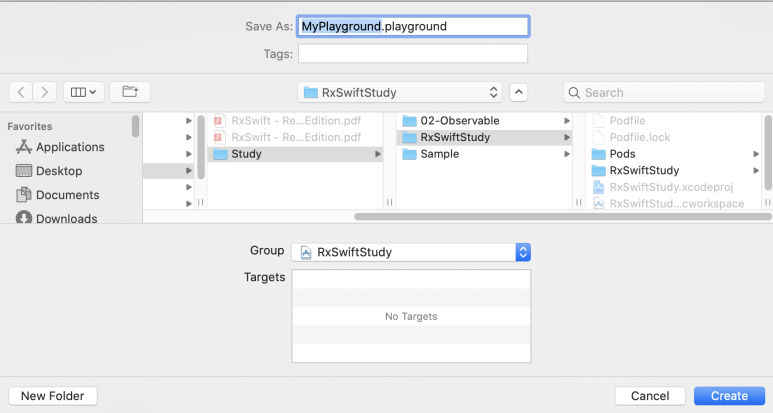 Save As: MyPlayground.playground
Tags:
RxSwiftStudy
Search
Favorites
Applications
Desktop
Documents
Downloads
RxSwift - Re...Edition.pdf
RxSwift - Re...Edition.pdf
Study
02-Observable
RxSwiftStudy
Sample
Podfile
Podfile.lock
Pods
RxSwiftStudy
RxSwiftStudy.xcodeproj
RxSwiftStud...cworkspace
Group RxSwiftStudy
Targets
No Targets
New Folder
Cancel
Create